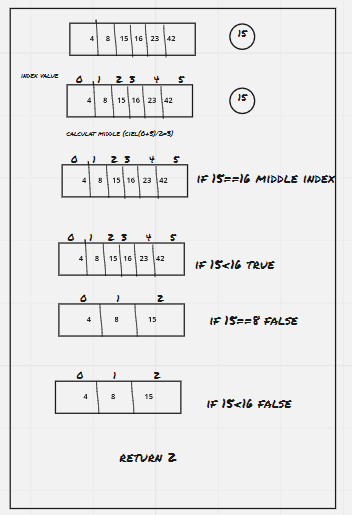 4 8 15 16 23 42 15
INDEX VALUE 0 1 2 3 4 5
4 8 15 16 23 42 15
CALCULAT MIDDLE (CIEL(0+5)/2=3)
0 1 2 3 4 5
4 8 15 16 23 42 IF 15==16 MIDDLE INDEX
0 1 2 3 4 5
4 8 15 16 23 42 IF 15<16 TRUE
0 1 2
4 8 15 IF 15==8 FALSE
0 1 2
4 8 15 IF 15<16 FALSE
RETURN 2